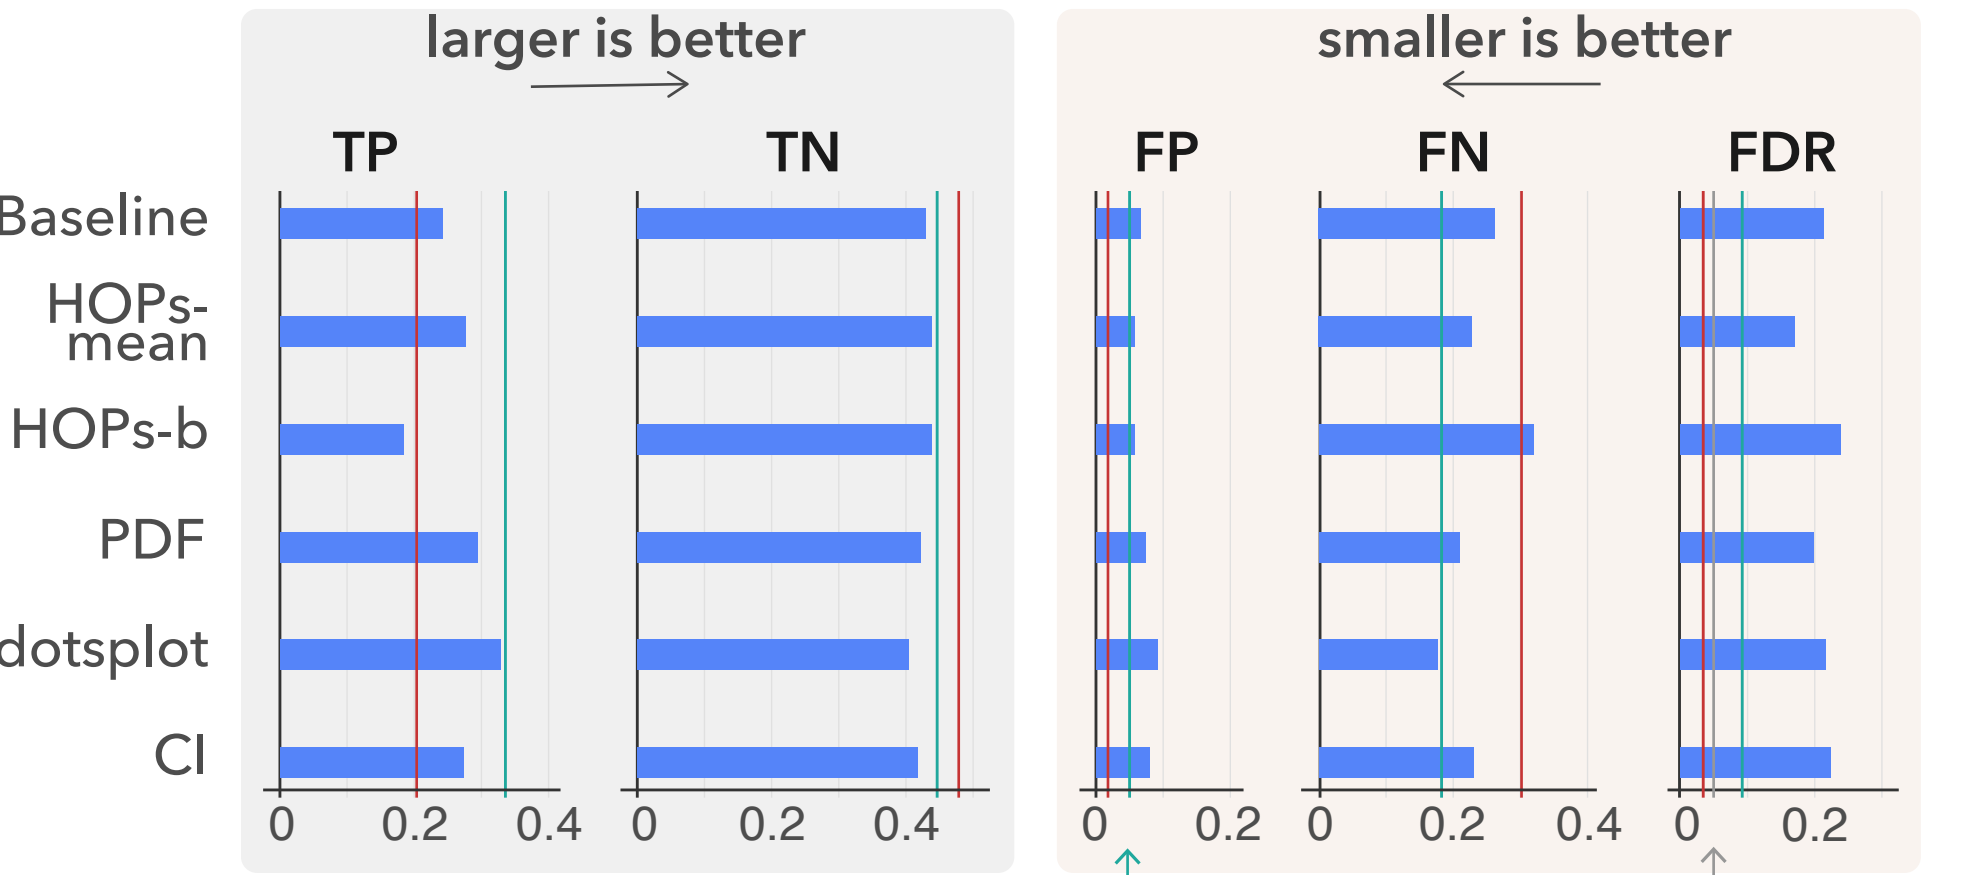 larger is better
smaller is better
TP TN FP FN FDR
Baseline
HOPs-
mean
HOPs-b
PDF
dotsplot
CI
0 0.2 0.4 0 0.2 0.4 0 0.2 0 0.2 0.4 0 0.2